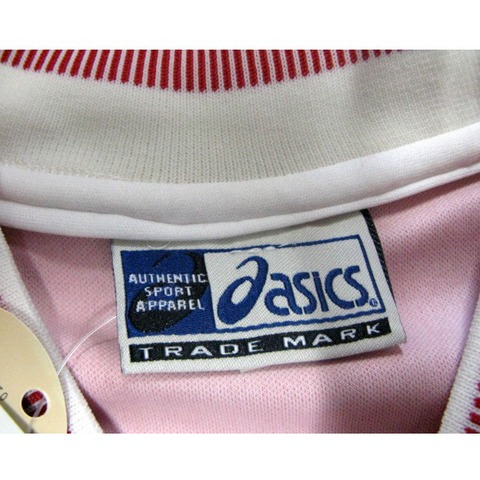 AUTHENTIC
SPORT
APPAREL
asics
TRADE MARK